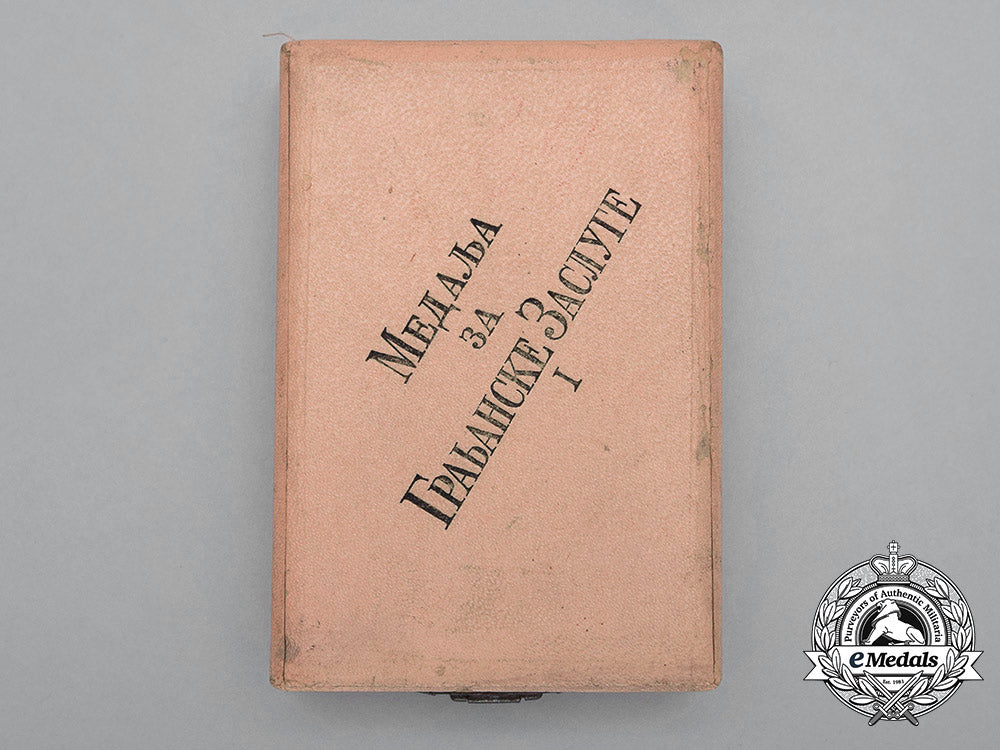 МЕДАЉА
ЗА
ГРАЂАНСКЕ ЗАСЛУГЕ
I
Purveyors of Authentic Militaria
eMedals
Est. 1981